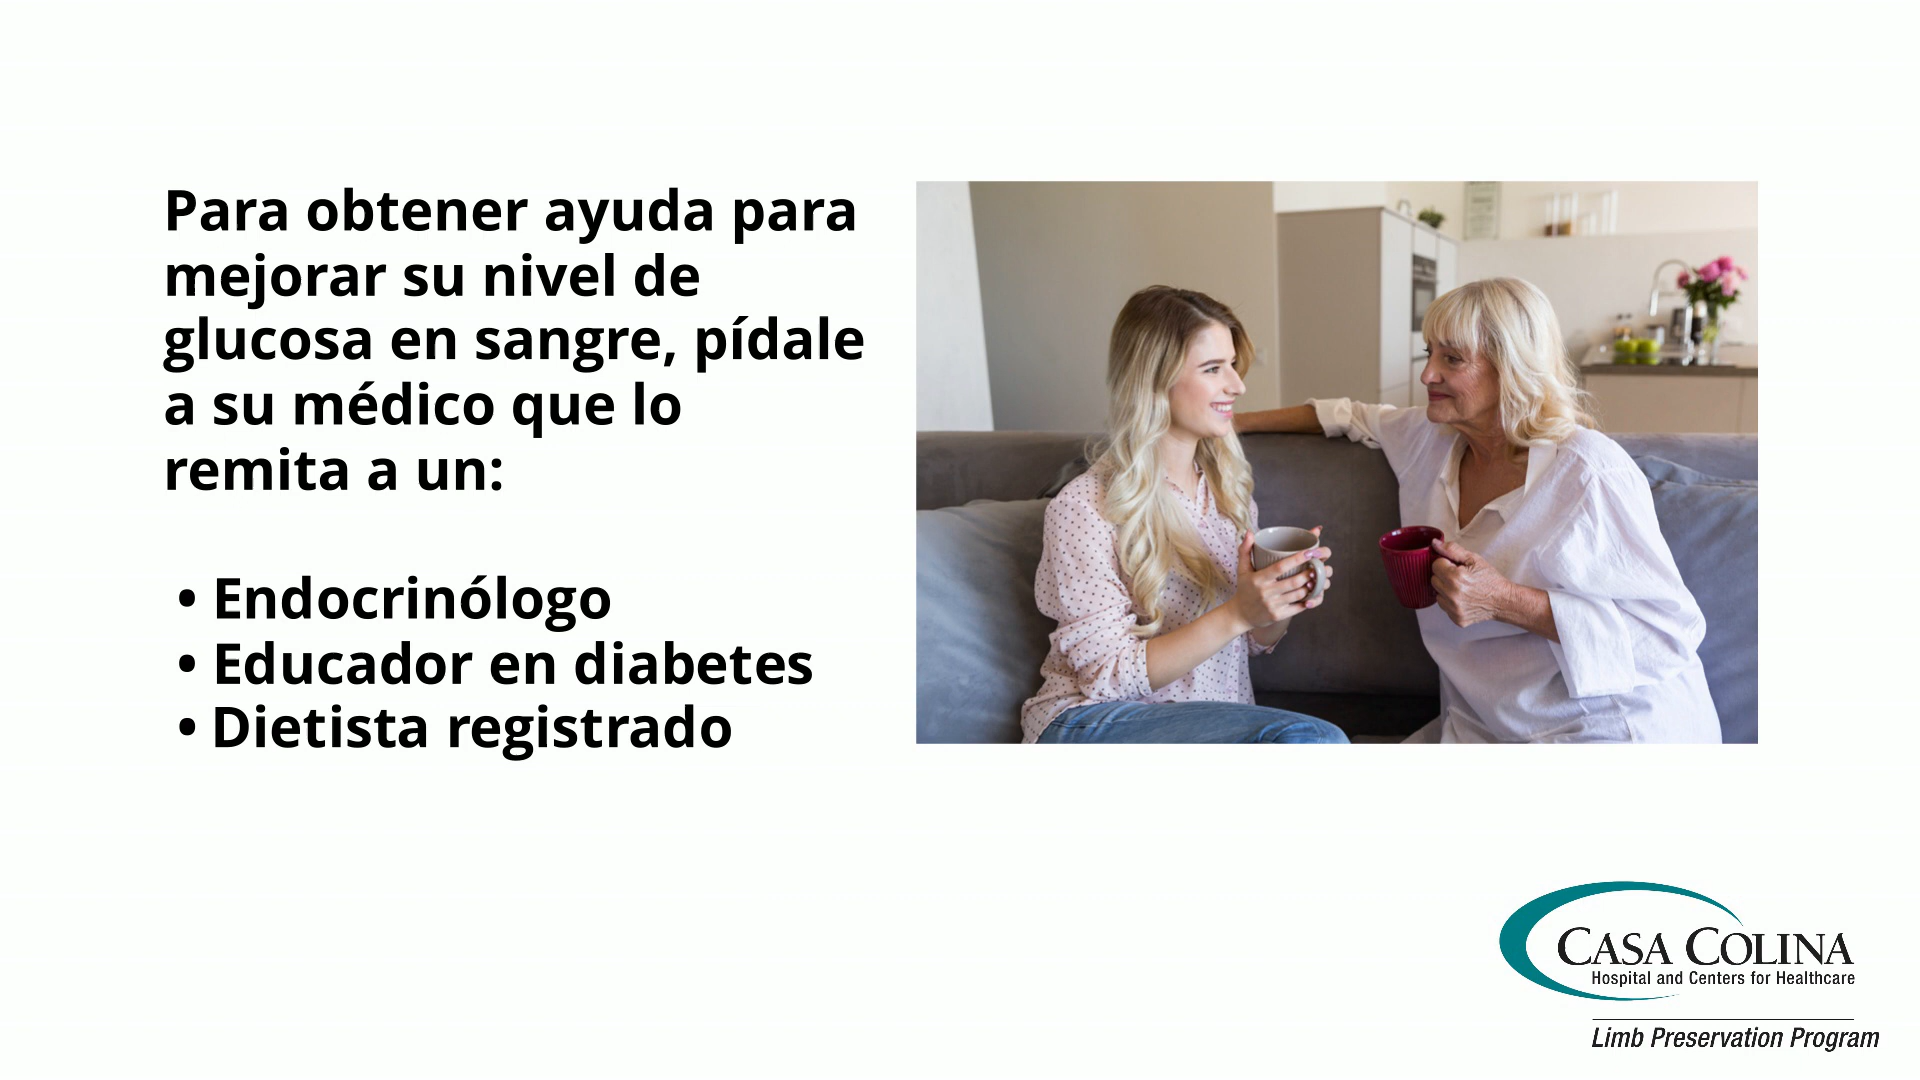 Para obtener ayuda para
mejorar su nivel de
glucosa en sangre, pídale
a su médico que lo
remita a un:
• Endocrinólogo
• Educador en diabetes
• Dietista registrado
CASA COLINA
Hospital and Centers for Healthcare
Limb Preservation Program